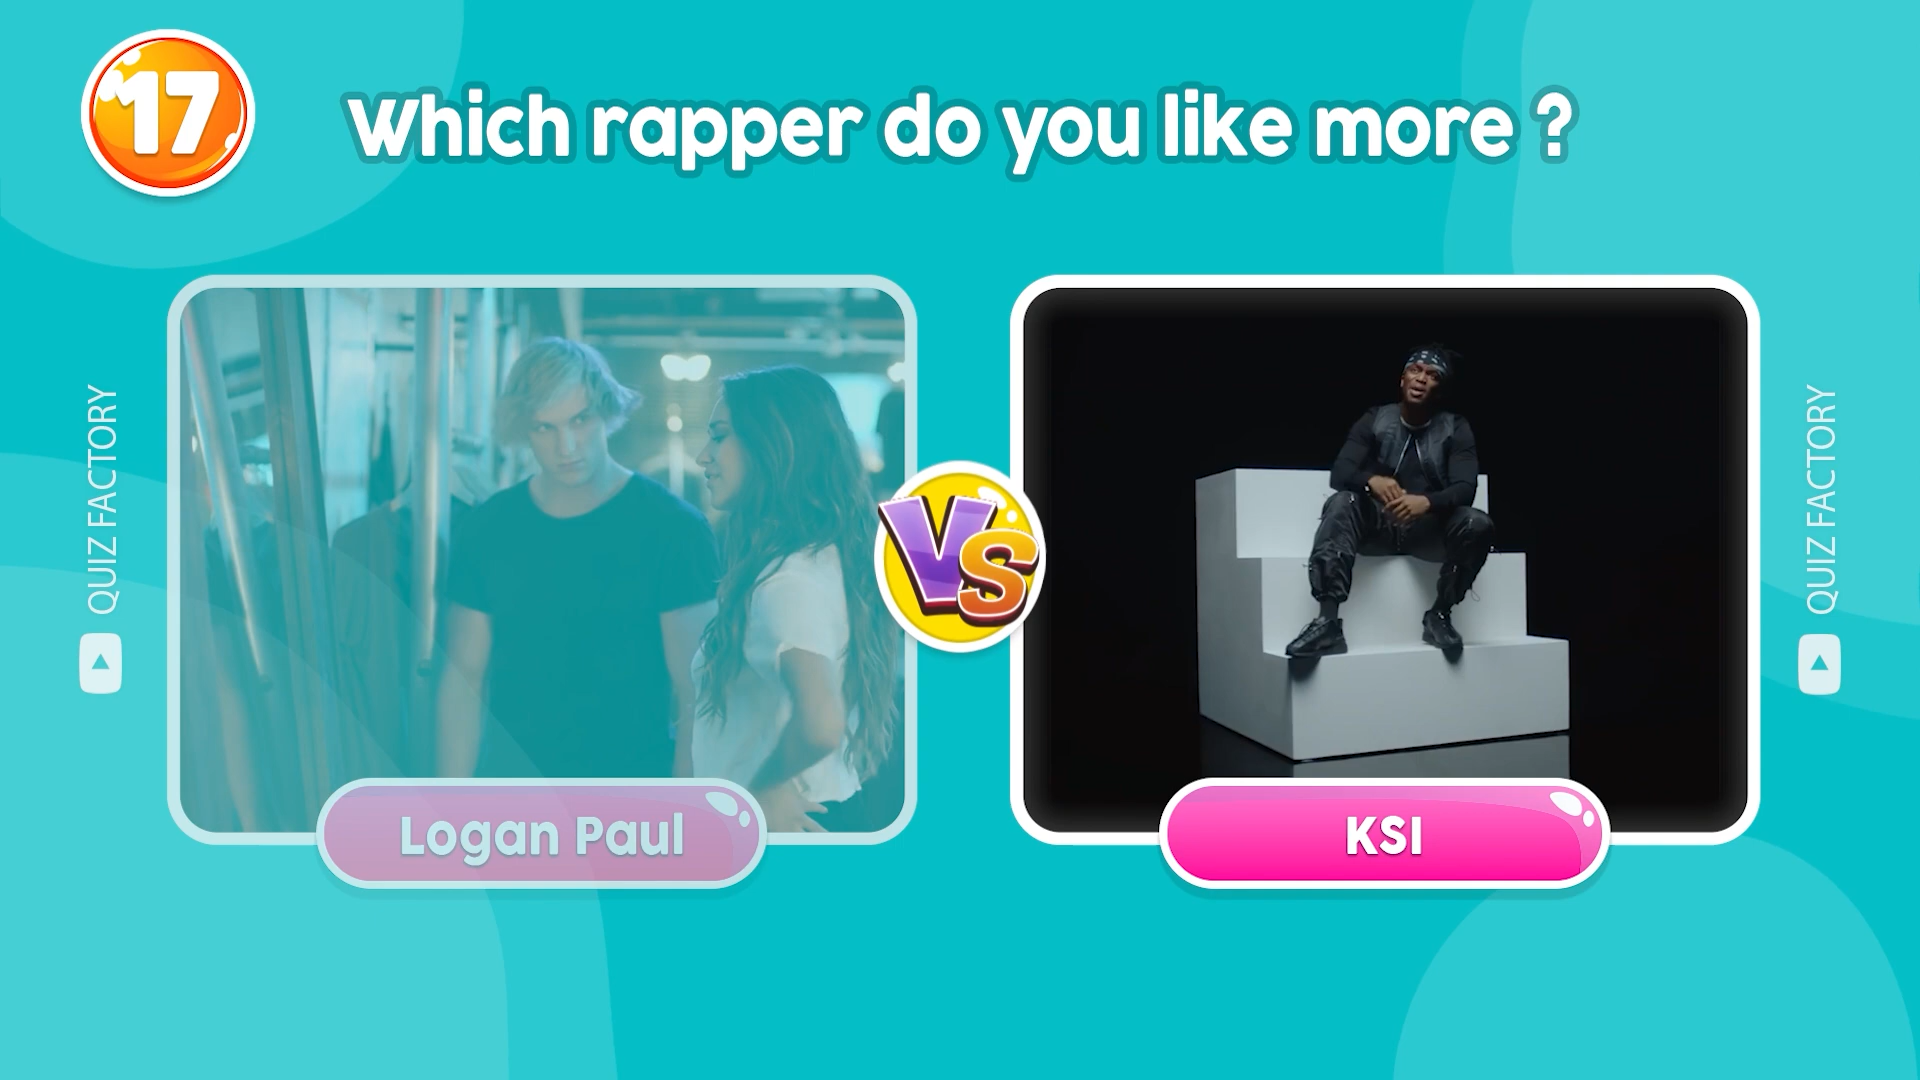 17
Which rapper do you like more ?
QUIZ FACTORY
VS
QUIZ FACTORY
Logan Paul
KSI